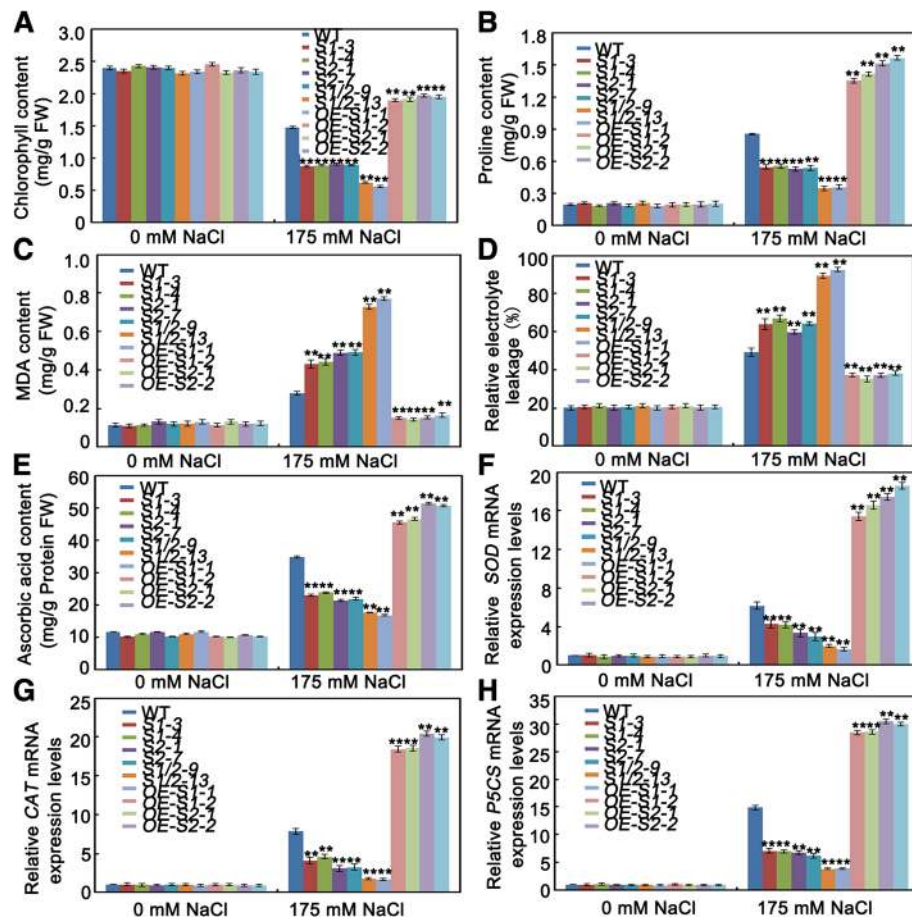 A
Chlorophyll content
(mg/g FW)
3.0
2.5
2.0
1.5
1.0
0.5
0
WT
S1-3
S1-4
S2-1
S2-7
S1/2-9
S1/2-13
OE-S1-1
OE-S1-2
OE-S2-1
OE-S2-2
********
**
**
**
**
****
0 mM NaCl
175 mM NaCl
B
Proline content
(mg/g FW)
1.8
1.5
1.2
0.9
0.6
0.3
0
WT
S1-3
S1-4
S2-1
S2-7
S1/2-9
S1/2-13
OE-S1-1
OE-S1-2
OE-S2-1
OE-S2-2
********
****
**
**
**
**
0 mM NaCl
175 mM NaCl
C
MDA content
(mg/g FW)
1.0
0.8
0.6
0.4
0.2
0
WT
S1-3
S1-4
S2-1
S2-7
S1/2-9
S1/2-13
OE-S1-1
OE-S1-2
OE-S2-1
OE-S2-2
**
**
**
**
**
**
******
**
0 mM NaCl
175 mM NaCl
D
Relative electrolyte
leakage (%)
100
80
60
40
20
0
WT
S1-3
S1-4
S2-1
S2-7
S1/2-9
S1/2-13
OE-S1-1
OE-S1-2
OE-S2-1
OE-S2-2
**
**
**
**
**
**
**
**
**
**
0 mM NaCl
175 mM NaCl
E
Ascorbic acid content
(mg/g Protein FW)
60
50
40
30
20
10
0
WT
S1-3
S1-4
S2-1
S2-7
S1/2-9
S1/2-13
OE-S1-1
OE-S1-2
OE-S2-1
OE-S2-2
****
****
**
**
**
**
**
**
0 mM NaCl
175 mM NaCl
F
Relative SOD mRNA
expression levels
20
16
12
8
4
0
WT
S1-3
S1-4
S2-1
S2-7
S1/2-9
S1/2-13
OE-S1-1
OE-S1-2
OE-S2-1
OE-S2-2
****
**
**
**
**
**
**
**
**
0 mM NaCl
175 mM NaCl
G
Relative CAT mRNA
expression levels
25
20
15
10
5
0
WT
S1-3
S1-4
S2-1
S2-7
S1/2-9
S1/2-13
OE-S1-1
OE-S1-2
OE-S2-1
OE-S2-2
**
**
****
****
****
**
**
0 mM NaCl
175 mM NaCl
H
Relative P5CS mRNA
expression levels
35
30
25
20
15
10
5
0
WT
S1-3
S1-4
S2-1
S2-7
S1/2-9
S1/2-13
OE-S1-1
OE-S1-2
OE-S2-1
OE-S2-2
****
**
**
****
****
**
**
0 mM NaCl
175 mM NaCl